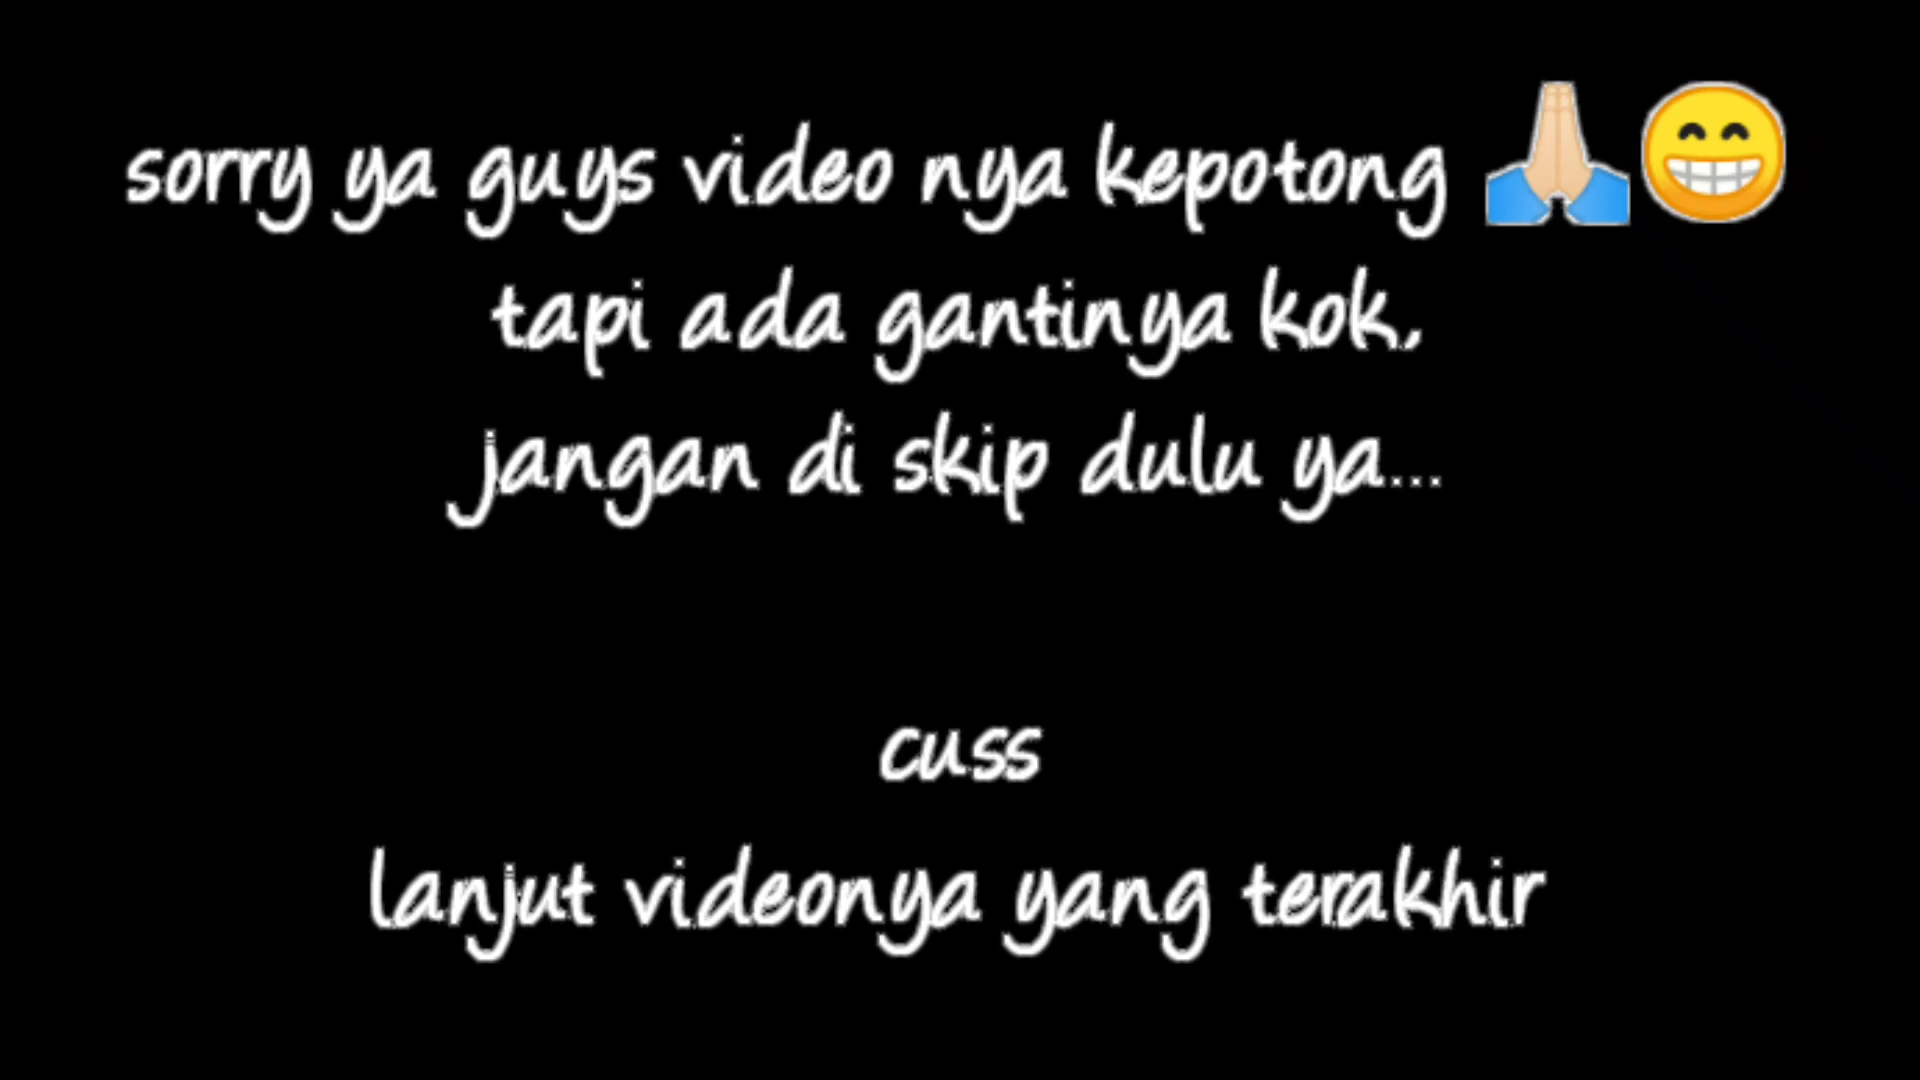 sorry ya guys video nya kepotong 🙏🏻😁
tapi ada gantinya kok,
jangan di skip dulu ya...
cuss
lanjut videonya yang terakhir